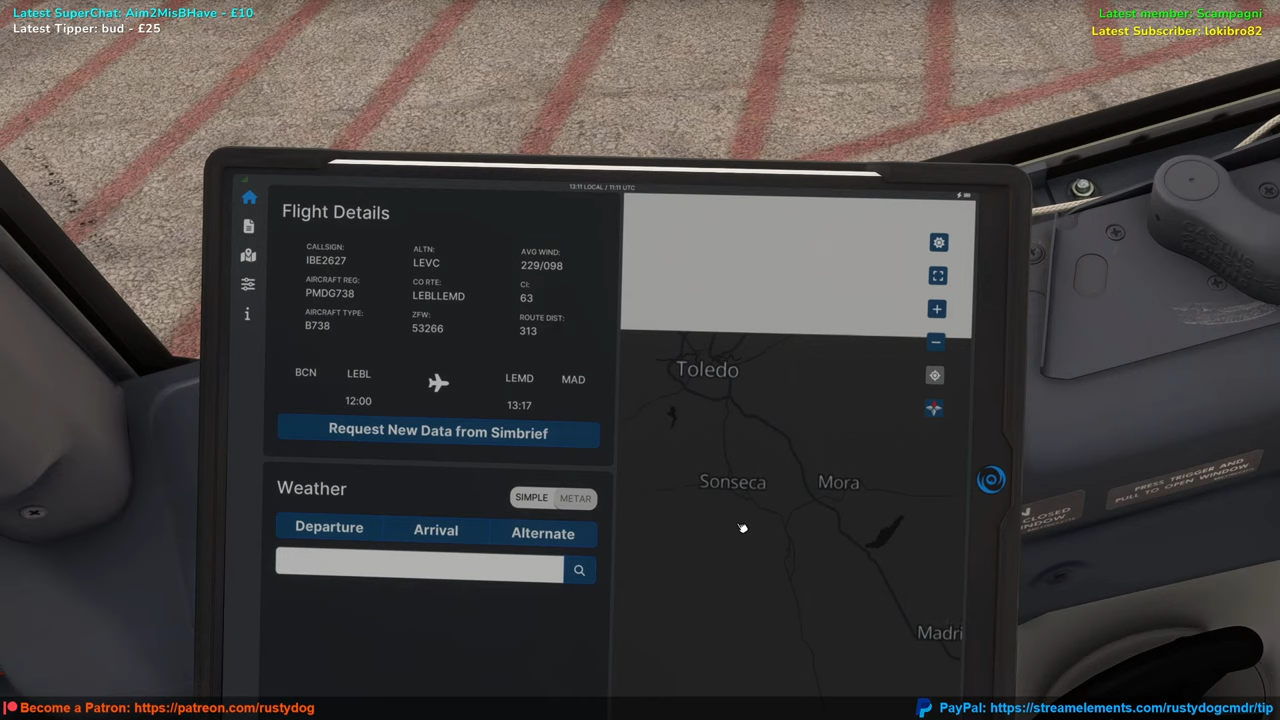 Latest SuperChat: Aim2MisBHave - £10
Latest Tipper: bud - £25
Latest member: Scampagni
Latest Subscriber: lokibro82
13:11 LOCAL / 11:11 UTC
Flight Details
CALLSIGN:
IBE2627
ALTN:
LEVC
AVG WIND:
229/098
AIRCRAFT REG:
PMDG738
CO RTE:
LEBLLEMD
CI:
63
AIRCRAFT TYPE:
B738
ZFW:
53266
ROUTE DIST:
313
BCN LEBL LEMD MAD
12:00 13:17
Request New Data from Simbrief
Weather
SIMPLE METAR
Departure Arrival Alternate
Toledo
Sonseca
Mora
Madri
PRESS TRIGGER AND
PULL TO OPEN WINDOW
CLOSED
WINDOW
Become a Patron: https://patreon.com/rustydog
PayPal: https://streamelements.com/rustydogcmdr/tip